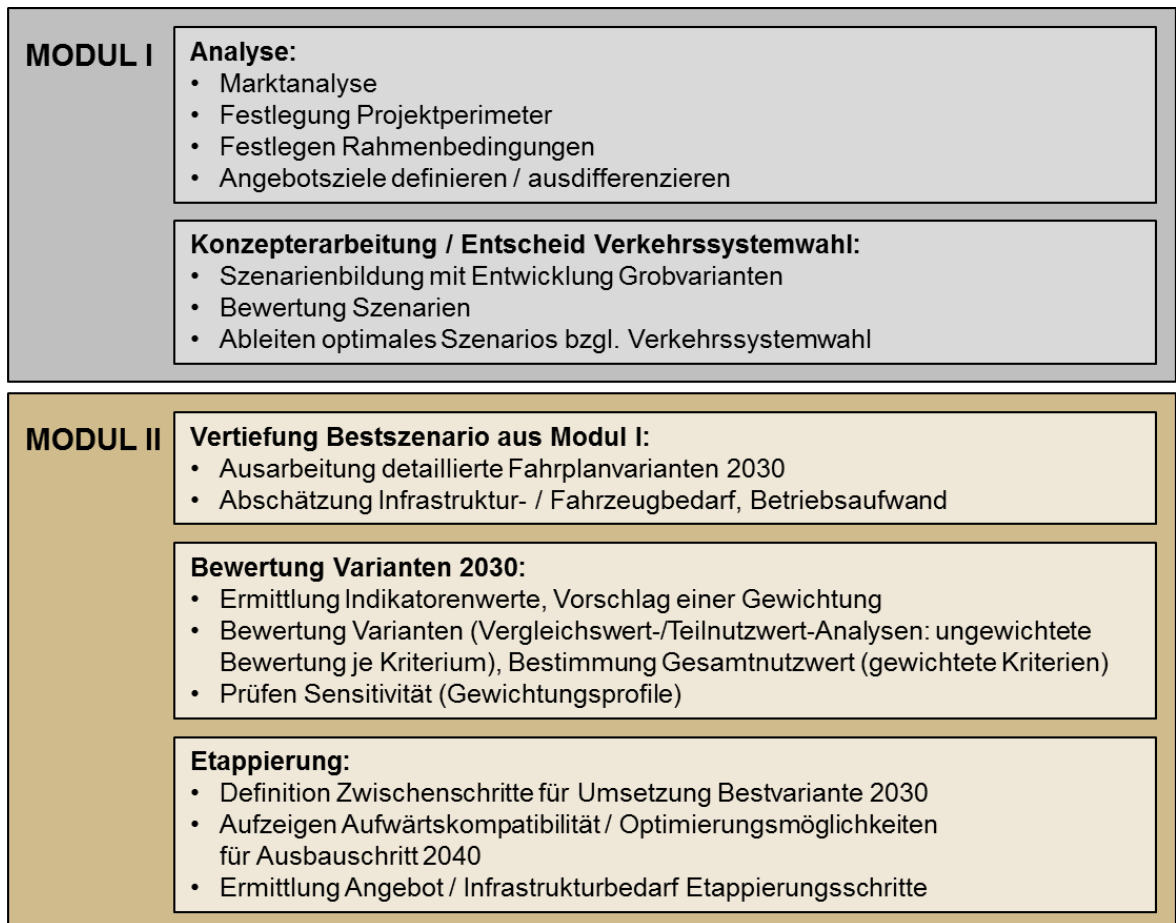 MODUL I
Analyse:
• Marktanalyse
• Festlegung Projektperimeter
• Festlegen Rahmenbedingungen
• Angebotsziele definieren / ausdifferenzieren
Konzepterarbeitung / Entscheid Verkehrssystemwahl:
• Szenarienbildung mit Entwicklung Grobvarianten
• Bewertung Szenarien
• Ableiten optimales Szenarios bzgl. Verkehrssystemwahl
MODUL II
Vertiefung Bestszenario aus Modul I:
• Ausarbeitung detaillierte Fahrplanvarianten 2030
• Abschätzung Infrastruktur- / Fahrzeugbedarf, Betriebsaufwand
Bewertung Varianten 2030:
• Ermittlung Indikatorenwerte, Vorschlag einer Gewichtung
• Bewertung Varianten (Vergleichswert-/Teilnutzwert-Analysen: ungewichtete
Bewertung je Kriterium), Bestimmung Gesamtnutzwert (gewichtete Kriterien)
• Prüfen Sensitivität (Gewichtungsprofile)
Etappierung:
• Definition Zwischenschritte für Umsetzung Bestvariante 2030
• Aufzeigen Aufwärtskompatibilität / Optimierungsmöglichkeiten
für Ausbauschritt 2040
• Ermittlung Angebot / Infrastrukturbedarf Etappierungsschritte